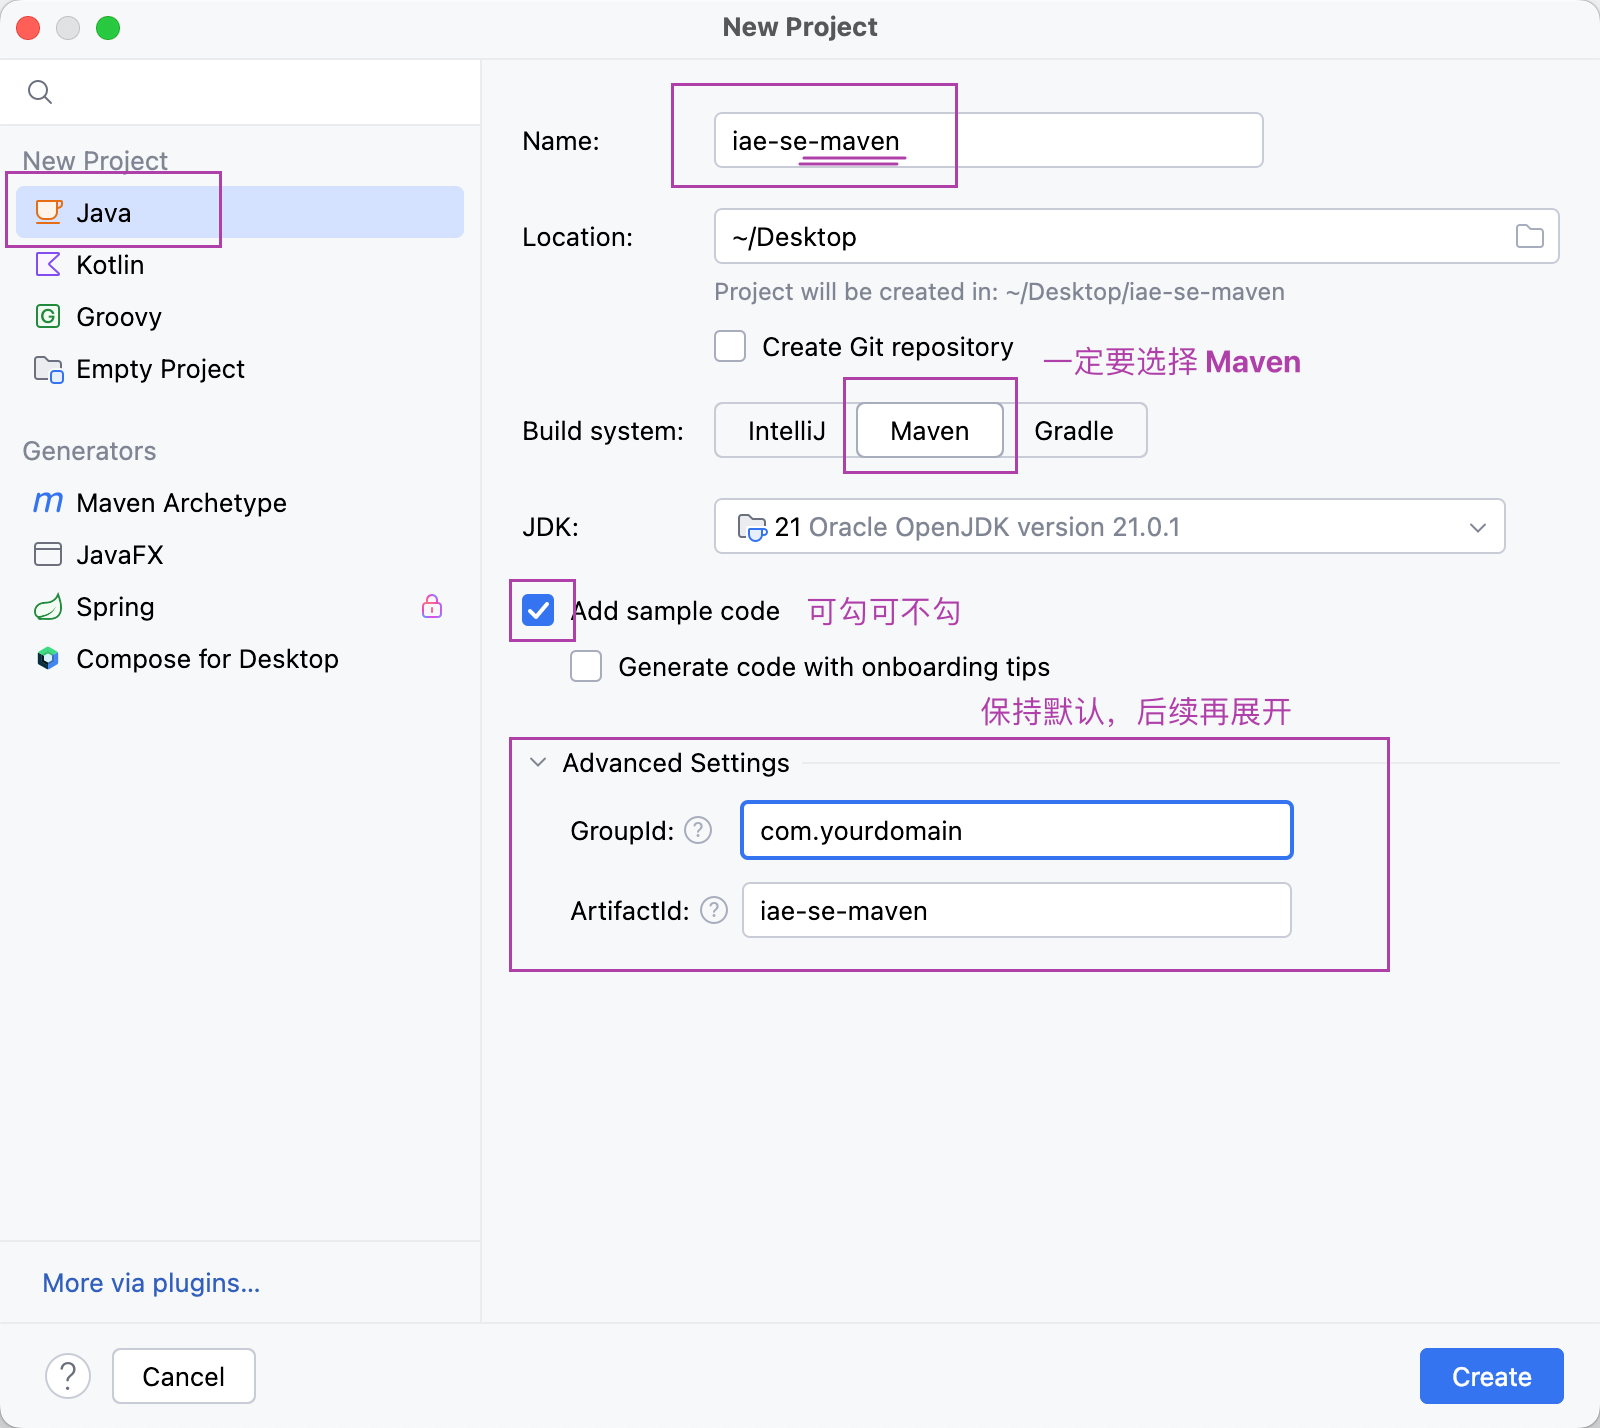 New Project
New Project
Java
Kotlin
Groovy
Empty Project
Generators
Maven Archetype
JavaFX
Spring
Compose for Desktop
More via plugins...
Name:
iae-se-maven
Location:
~/Desktop
Project will be created in: ~/Desktop/iae-se-maven
Create Git repository
一定要选择 Maven
Build system:
IntelliJ
Maven
Gradle
JDK:
21 Oracle OpenJDK version 21.0.1
Add sample code
可勾可不勾
Generate code with onboarding tips
保持默认，后续再展开
Advanced Settings
GroupId:
?
com.yourdomain
ArtifactId:
?
iae-se-maven
?
Cancel
Create